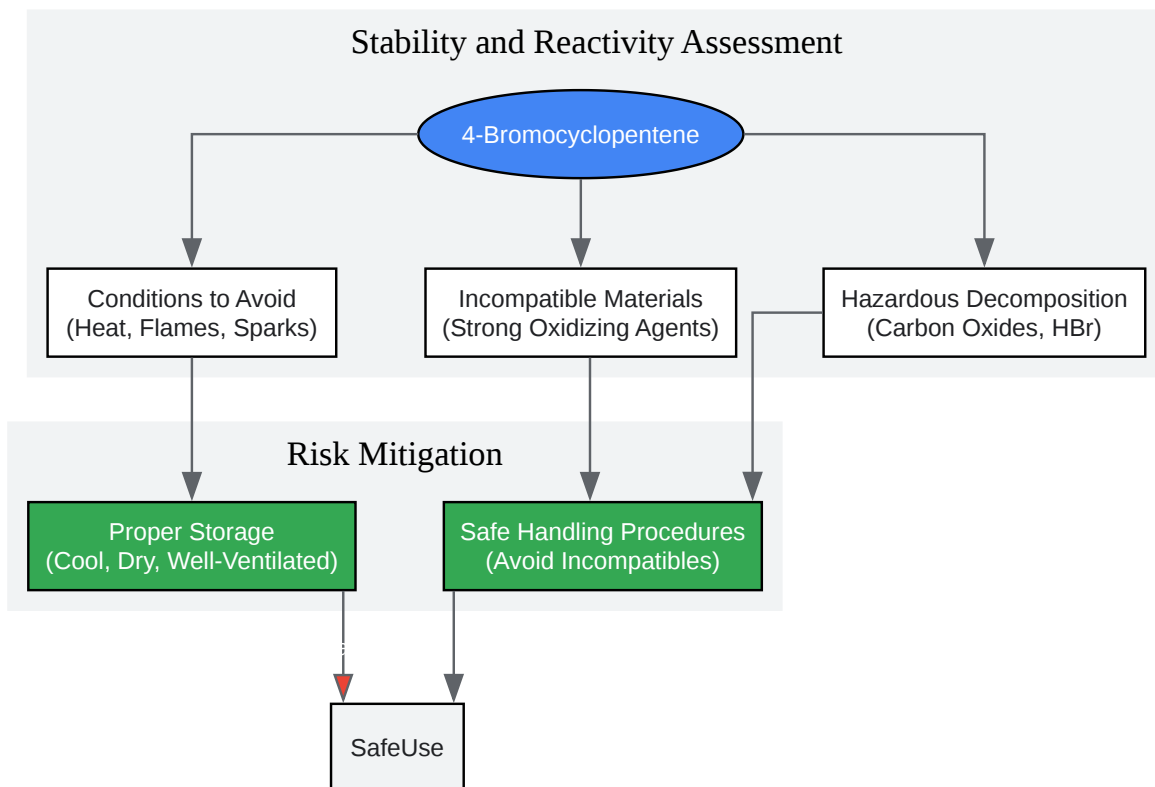 Stability and Reactivity Assessment
4-Bromocyclopentene
Conditions to Avoid
(Heat, Flames, Sparks)
Incompatible Materials
(Strong Oxidizing Agents)
Hazardous Decomposition
(Carbon Oxides, HBr)
Risk Mitigation
Proper Storage
(Cool, Dry, Well-Ventilated)
Safe Handling Procedures
(Avoid Incompatibles)
SafeUse